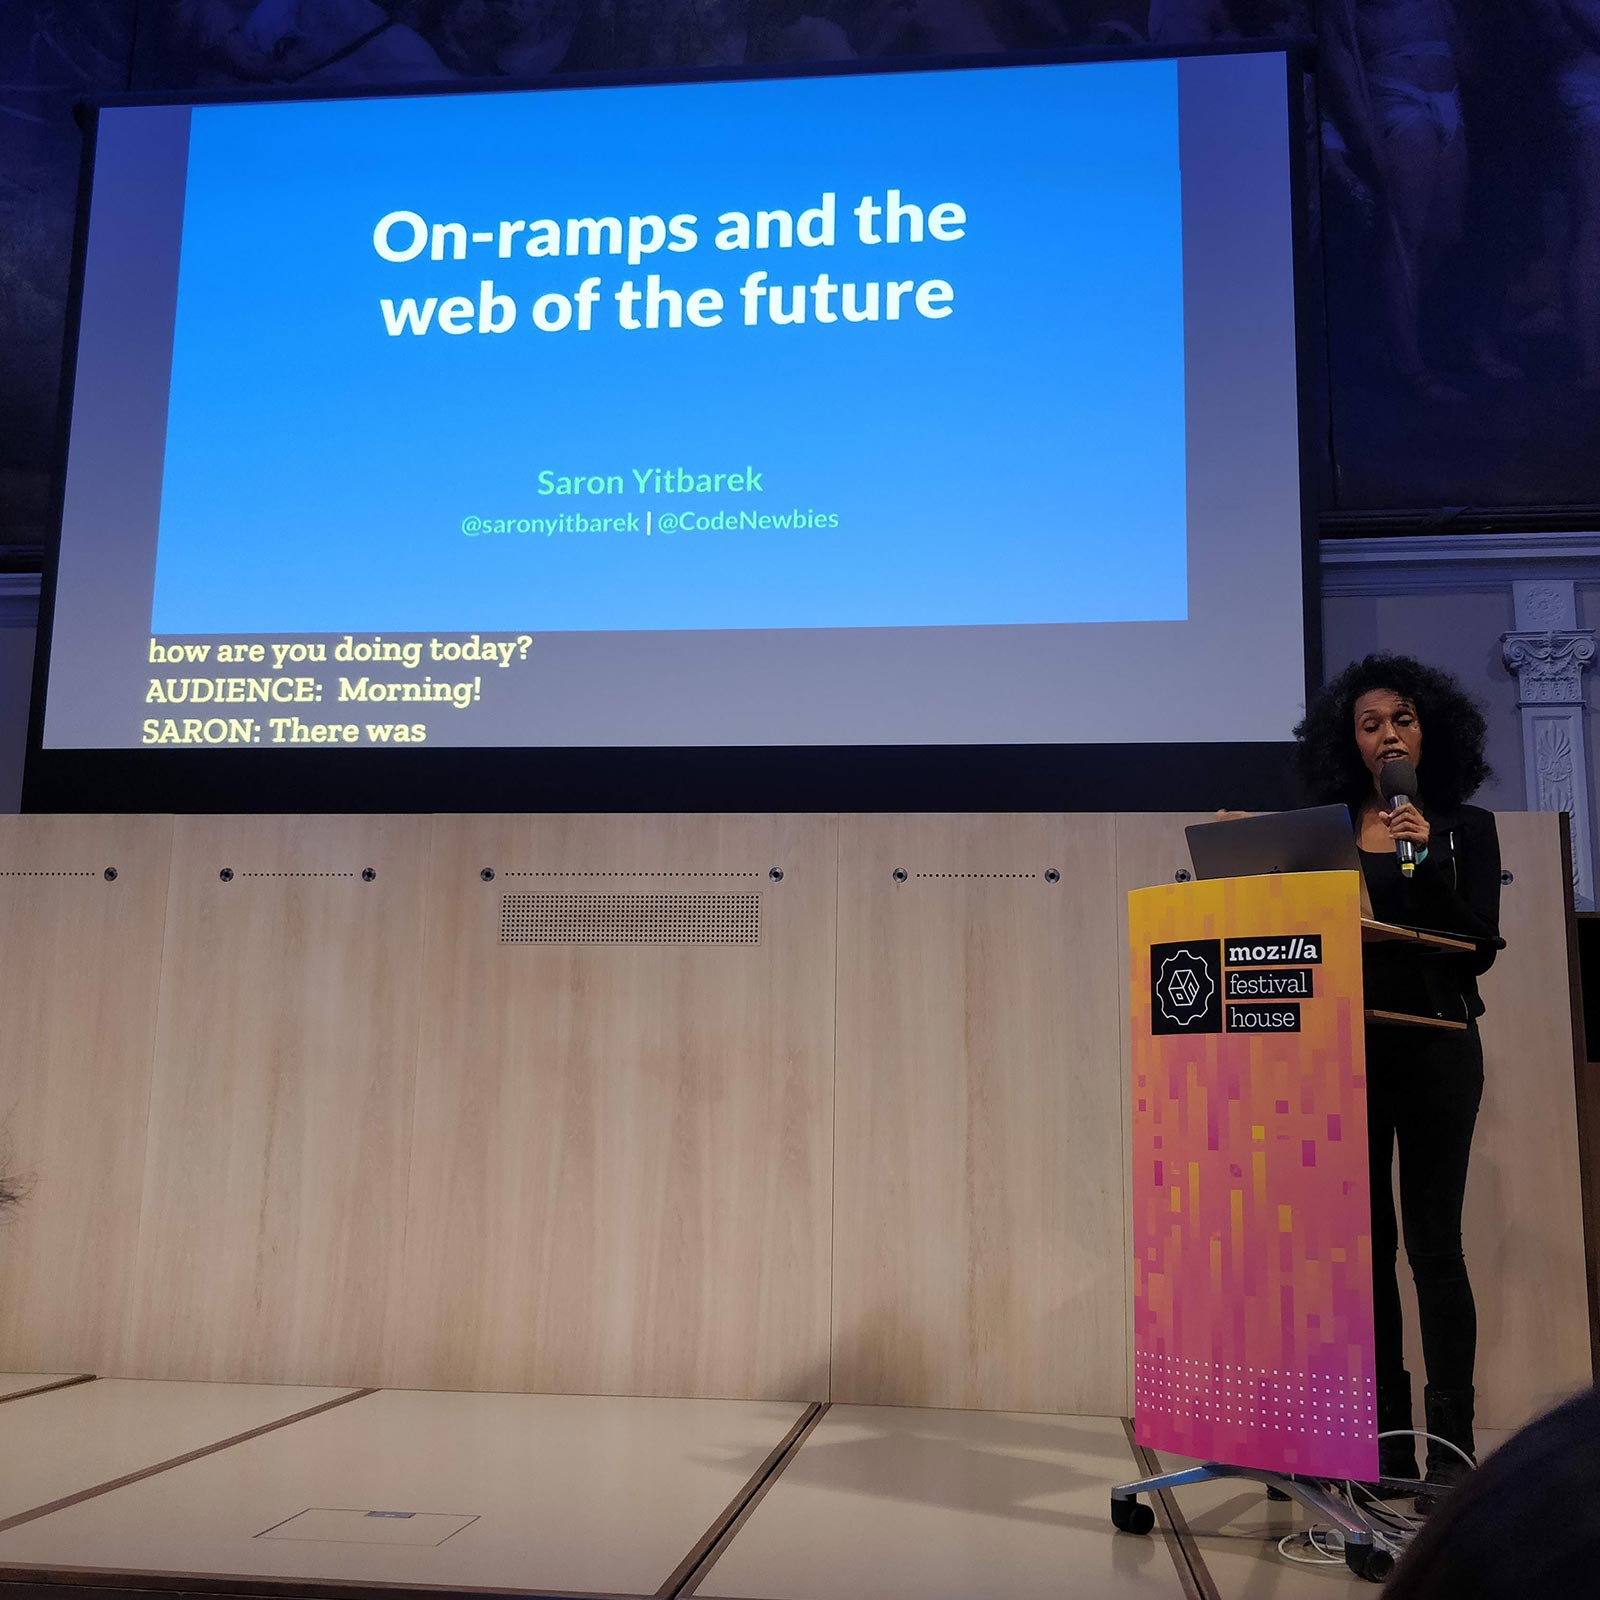 On-ramps and the
web of the future
Saron Yitbarek
@saronyitbarek | @CodeNewbies
how are you doing today?
AUDIENCE:  Morning!
SARON: There was
moz://a
festival
house